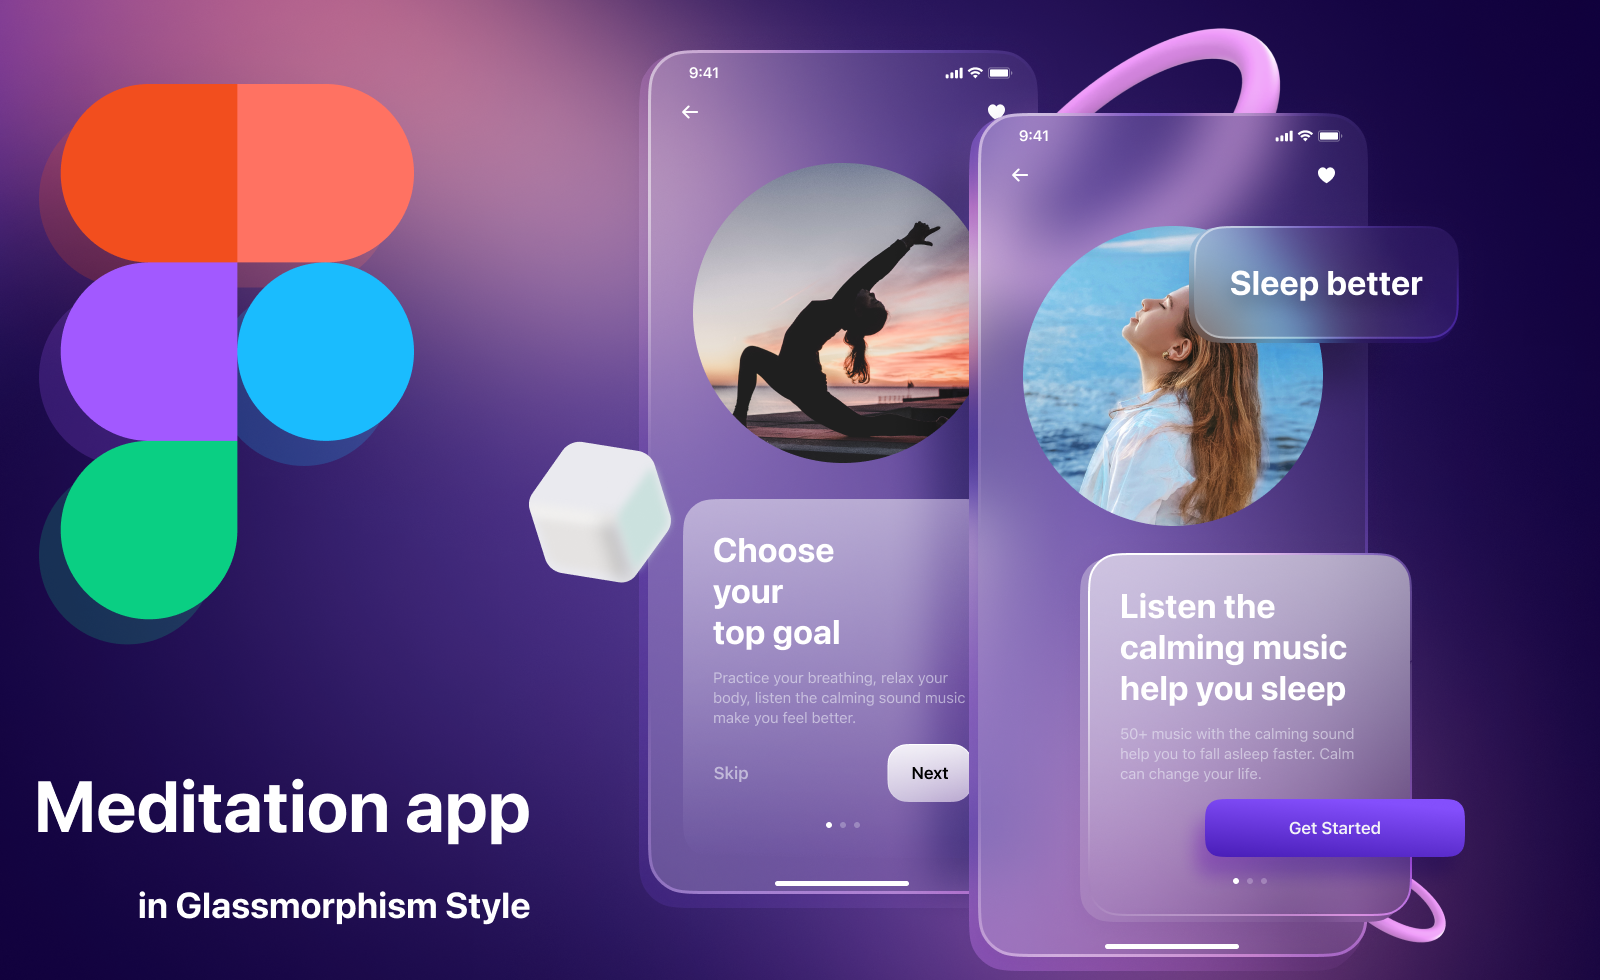 Meditation app
in Glassmorphism Style
9:41
Choose
your
top goal
Practice your breathing, relax your
body, listen the calming sound music
make you feel better.
Skip
Next
9:41
Sleep better
Listen the
calming music
help you sleep
50+ music with the calming sound
help you to fall asleep faster. Calm
can change your life.
Get Started